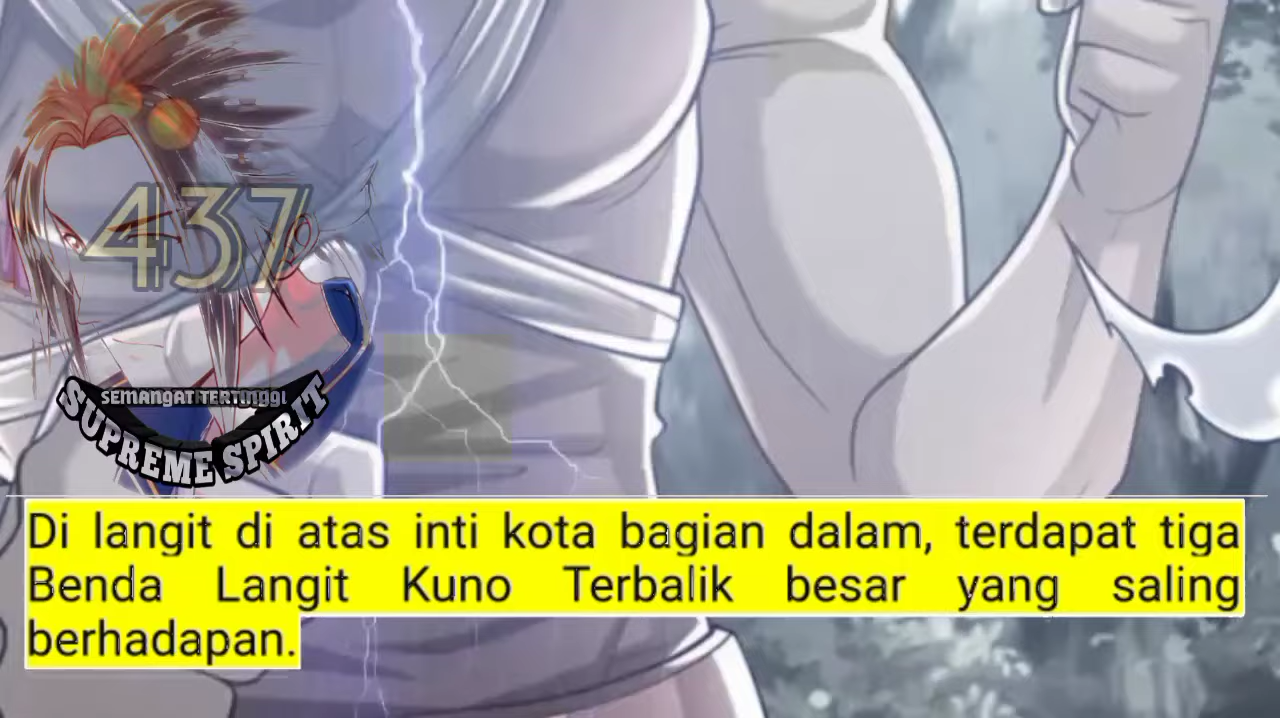 437
SEMANGAT TERTINGGI
SUPREME SPIRIT
Di langit di atas inti kota bagian dalam, terdapat tiga
Benda Langit Kuno Terbalik besar yang saling
berhadapan.